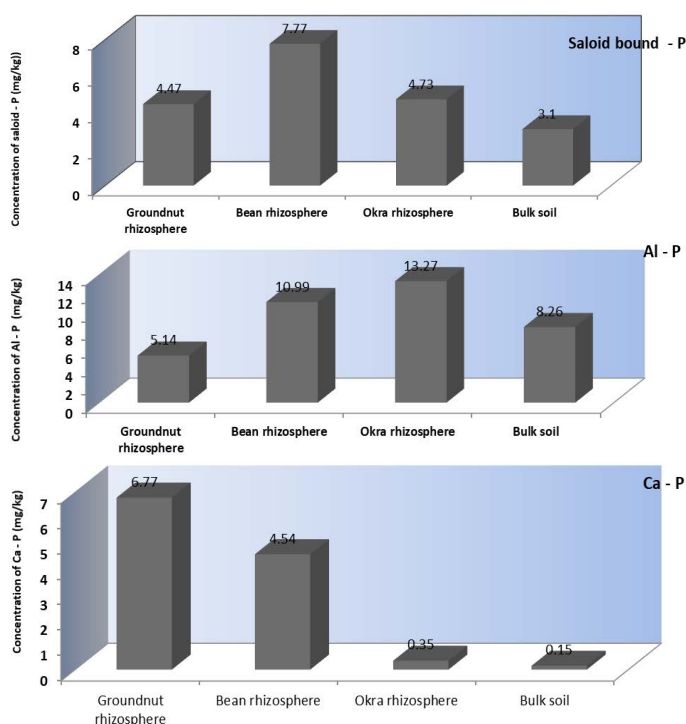 Saloid bound - P
Concentration of saloid - P (mg/kg))
8
6
4
2
0
4.47
7.77
4.73
3.1
Groundnut
rhizosphere
Bean rhizosphere
Okra rhizosphere
Bulk soil
Al - P
Concentration of Al - P (mg/kg)
14
12
10
8
6
4
2
0
5.14
10.99
13.27
8.26
Groundnut
rhizosphere
Bean rhizosphere
Okra rhizosphere
Bulk soil
Ca - P
Concentration of Ca - P (mg/kg)
7
6
5
4
3
2
1
0
6.77
4.54
0.35
0.15
Groundnut
rhizosphere
Bean rhizosphere
Okra rhizosphere
Bulk soil